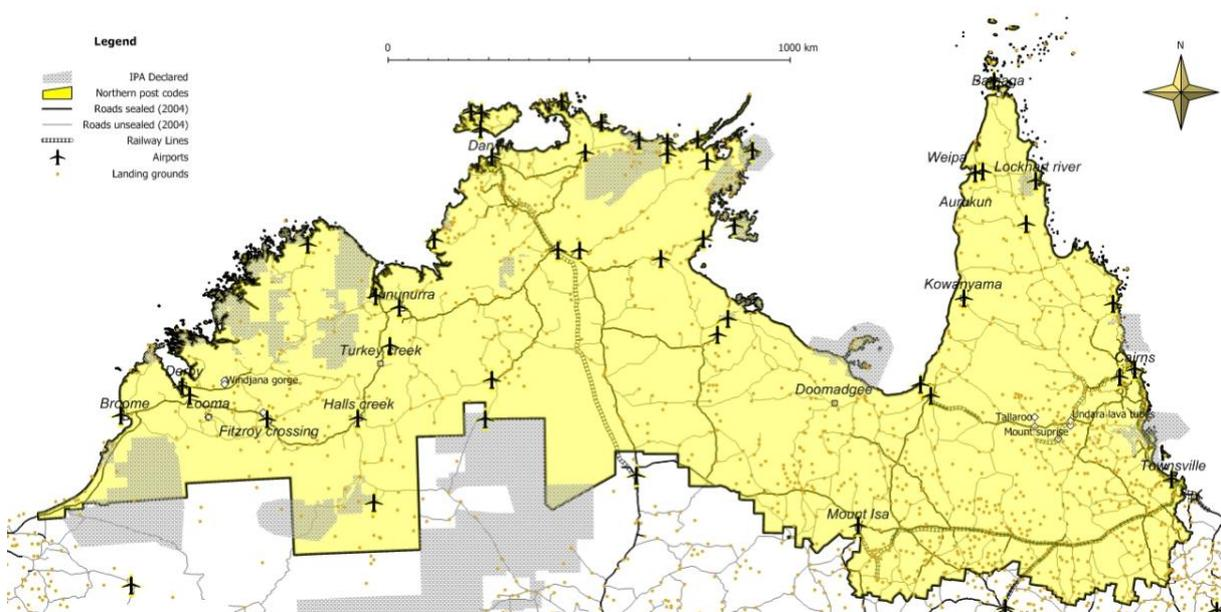 Legend
IPA Declared
Northern post codes
Roads sealed (2004)
Roads unsealed (2004)
Railway Lines
Airports
Landing grounds
0 1000 km
N
Bamaga
Weipa
Lockhart river
Aurukun
Kowanyama
Cairns
Kununurra
Turkey creek
Derby
Windjana gorge
Broome
Looma
Halls creek
Fitzroy crossing
Doomadgee
Tallaroo
Undara lava tubes
Mount suprise
Townsville
Mount Isa